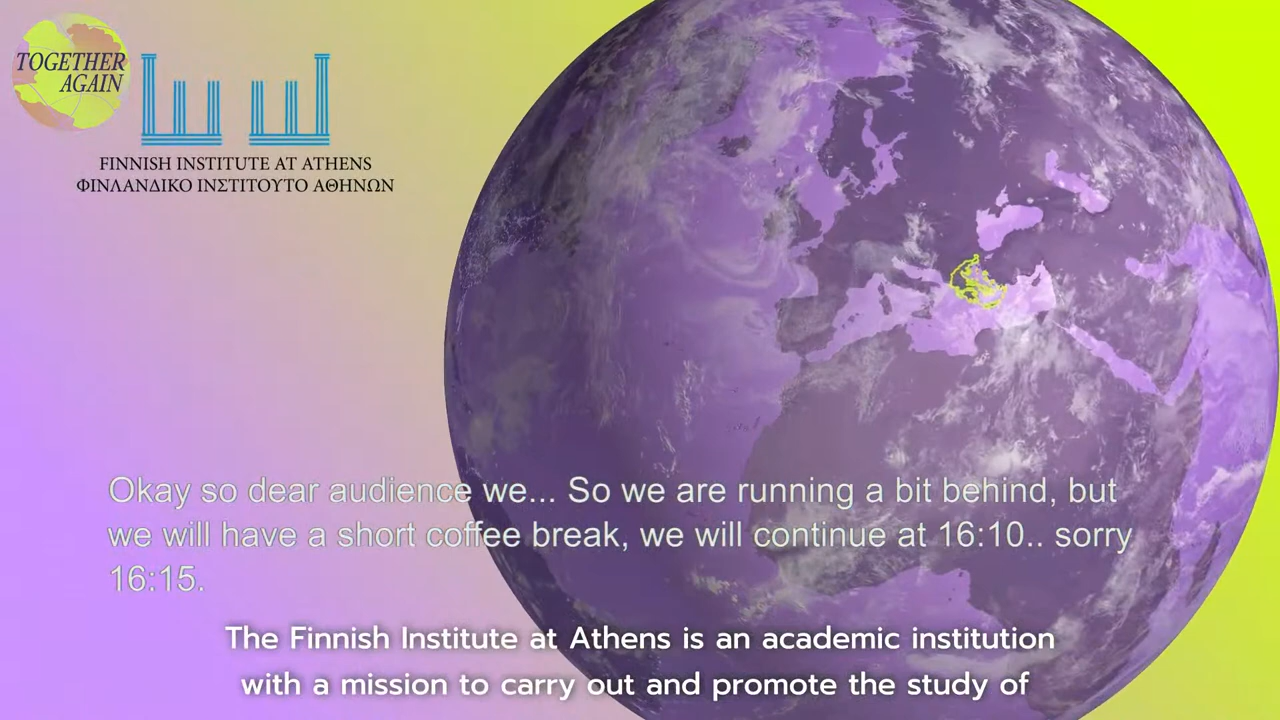 TOGETHER
AGAIN
FINNISH INSTITUTE AT ATHENS
ΦΙΝΛΑΝΔΙΚΟ ΙΝΣΤΙΤΟΥΤΟ ΑΘΗΝΩΝ
Okay so dear audience we... So we are running a bit behind, but
we will have a short coffee break, we will continue at 16:10.. sorry
16:15.
The Finnish Institute at Athens is an academic institution
with a mission to carry out and promote the study of